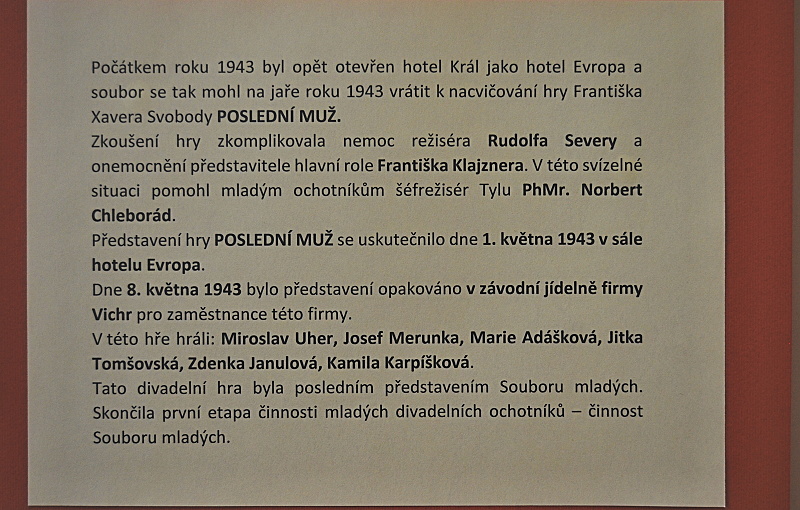 Počátkem roku 1943 byl opět otevřen hotel Král jako hotel Evropa a
soubor se tak mohl na jaře roku 1943 vrátit k nacvičování hry Františka
Xavera Svobody POSLEDNÍ MUŽ.
Zkoušení hry zkomplikovala nemoc režiséra Rudolfa Severy a
onemocnění představitele hlavní role Františka Klajznera. V této svízelné
situaci pomohl mladým ochotníkům šéfrežisér Tylu PhMr. Norbert
Chleborád.
Představení hry POSLEDNÍ MUŽ se uskutečnilo dne 1. května 1943 v sále
hotelu Evropa.
Dne 8. května 1943 bylo představení opakováno v závodní jídelně firmy
Vichr pro zaměstnance této firmy.
V této hře hráli: Miroslav Uher, Josef Merunka, Marie Adášková, Jitka
Tomšovská, Zdenka Janulová, Kamila Karpíšková.
Tato divadelní hra byla posledním představením Souboru mladých.
Skončila první etapa činnosti mladých divadelních ochotníků – činnost
Souboru mladých.